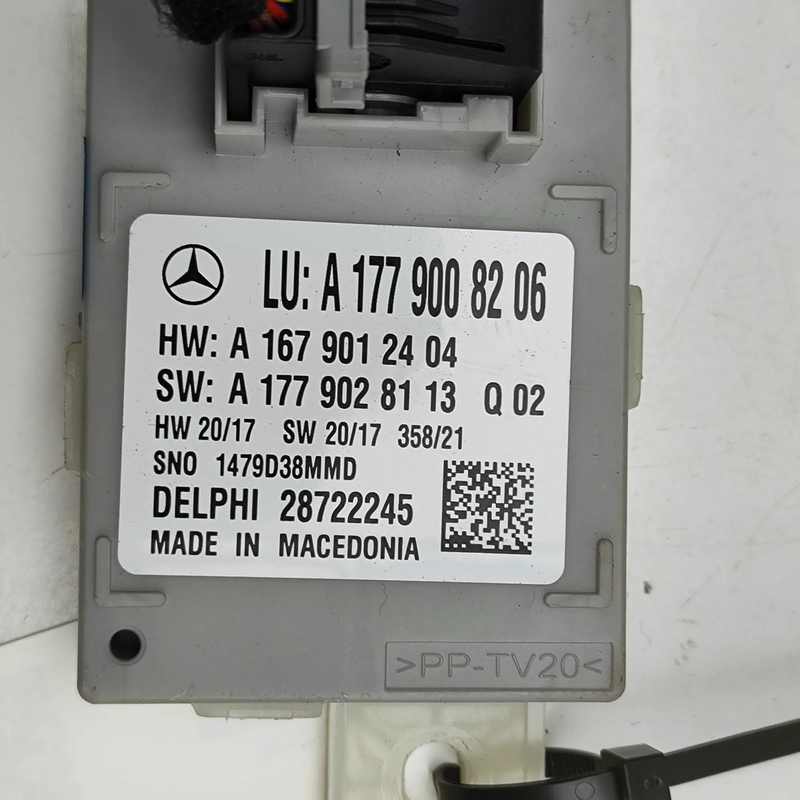 LU: A 177 900 82 06
HW: A 167 901 24 04
SW: A 177 902 81 13 Q 02
HW 20/17 SW 20/17 358/21
SNO 1479D38MMD
DELPHI 28722245
MADE IN MACEDONIA
>PP-TV20<